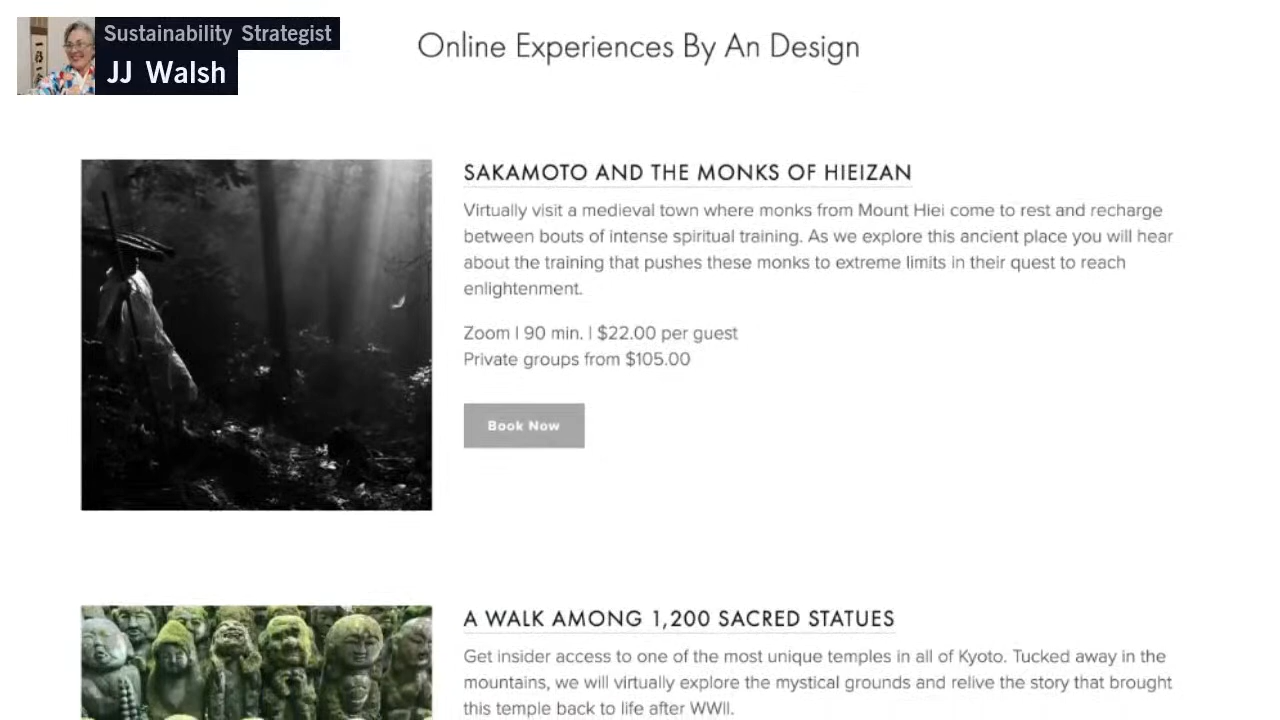 Sustainability Strategist
JJ Walsh
Online Experiences By An Design
SAKAMOTO AND THE MONKS OF HIEIZAN
Virtually visit a medieval town where monks from Mount Hiei come to rest and recharge
between bouts of intense spiritual training. As we explore this ancient place you will hear
about the training that pushes these monks to extreme limits in their quest to reach
enlightenment.
Zoom | 90 min. | $22.00 per guest
Private groups from $105.00
Book Now
A WALK AMONG 1,200 SACRED STATUES
Get insider access to one of the most unique temples in all of Kyoto. Tucked away in the
mountains, we will virtually explore the mystical grounds and relive the story that brought
this temple back to life after WWII.